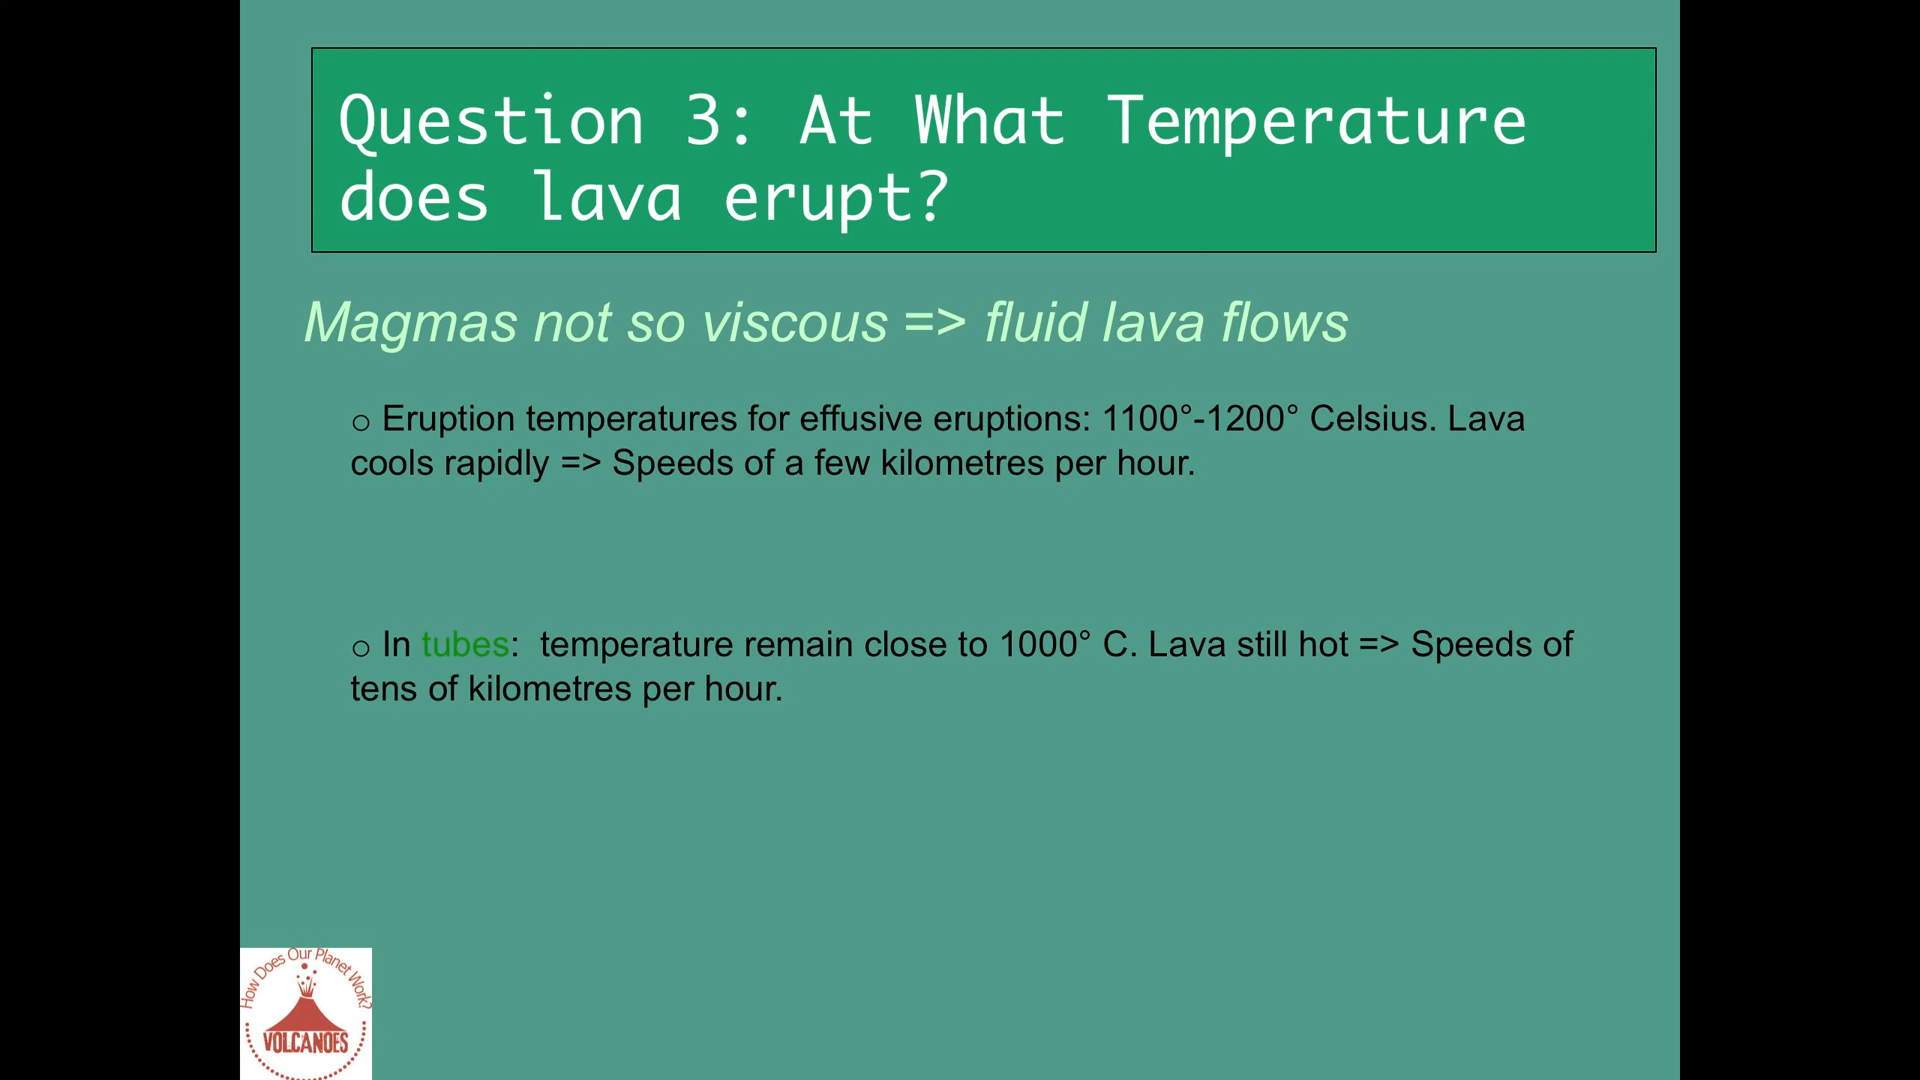 Question 3: At What Temperature
does lava erupt?
Magmas not so viscous => fluid lava flows
o Eruption temperatures for effusive eruptions: 1100°-1200° Celsius. Lava
cools rapidly => Speeds of a few kilometres per hour.
o In tubes:  temperature remain close to 1000° C. Lava still hot => Speeds of
tens of kilometres per hour.
How Does Our Planet Work?
VOLCANOES